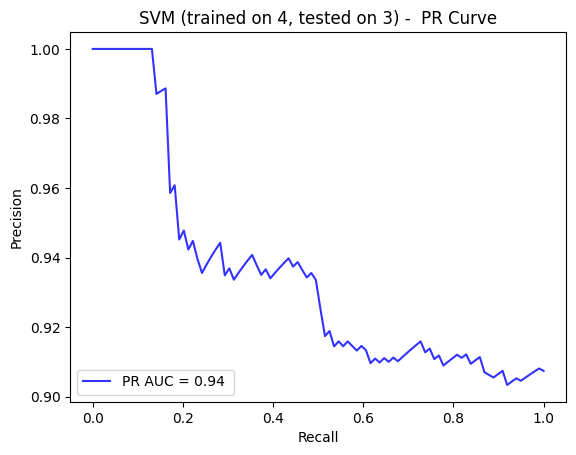 SVM (trained on 4, tested on 3) -  PR Curve
1.00
0.98
0.96
0.94
0.92
0.90
Precision
PR AUC = 0.94
0.0 0.2 0.4 0.6 0.8 1.0
Recall